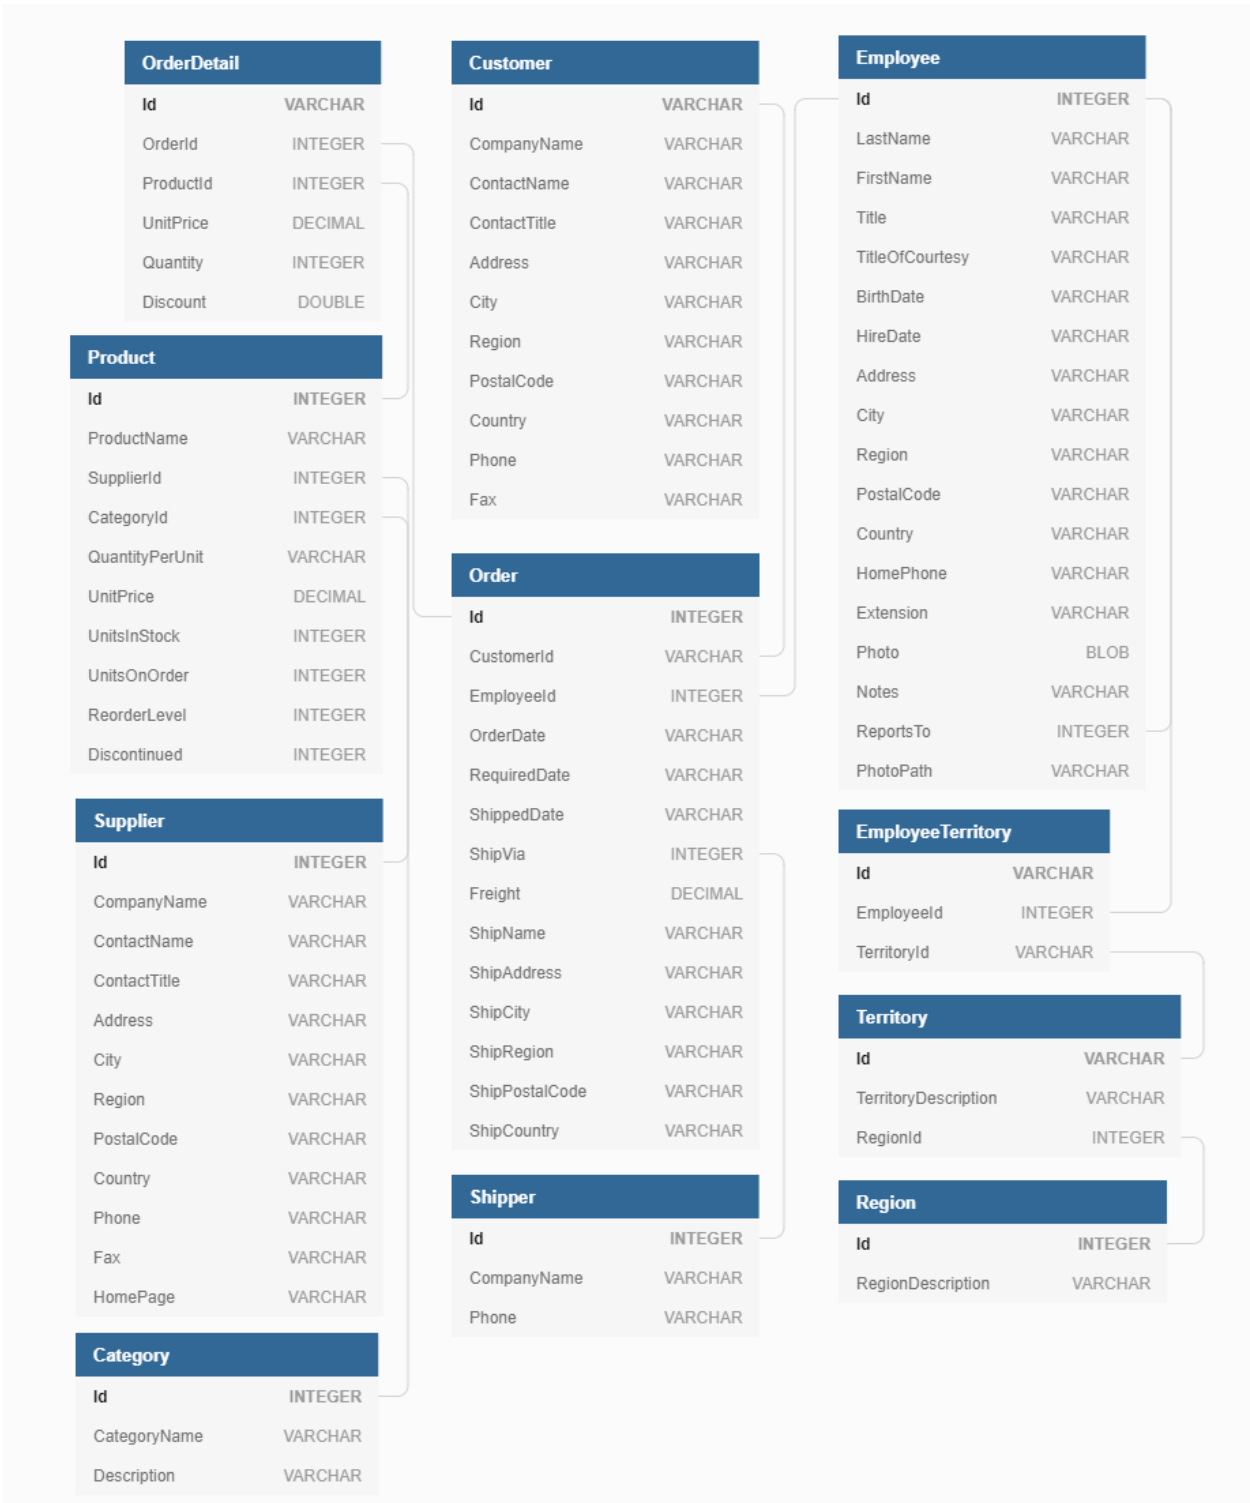 OrderDetail
Id VARCHAR
OrderId INTEGER
ProductId INTEGER
UnitPrice DECIMAL
Quantity INTEGER
Discount DOUBLE
Product
Id INTEGER
ProductName VARCHAR
SupplierId INTEGER
CategoryId INTEGER
QuantityPerUnit VARCHAR
UnitPrice DECIMAL
UnitsInStock INTEGER
UnitsOnOrder INTEGER
ReorderLevel INTEGER
Discontinued INTEGER
Supplier
Id INTEGER
CompanyName VARCHAR
ContactName VARCHAR
ContactTitle VARCHAR
Address VARCHAR
City VARCHAR
Region VARCHAR
PostalCode VARCHAR
Country VARCHAR
Phone VARCHAR
Fax VARCHAR
HomePage VARCHAR
Category
Id INTEGER
CategoryName VARCHAR
Description VARCHAR
Customer
Id VARCHAR
CompanyName VARCHAR
ContactName VARCHAR
ContactTitle VARCHAR
Address VARCHAR
City VARCHAR
Region VARCHAR
PostalCode VARCHAR
Country VARCHAR
Phone VARCHAR
Fax VARCHAR
Order
Id INTEGER
CustomerId VARCHAR
EmployeeId INTEGER
OrderDate VARCHAR
RequiredDate VARCHAR
ShippedDate VARCHAR
ShipVia INTEGER
Freight DECIMAL
ShipName VARCHAR
ShipAddress VARCHAR
ShipCity VARCHAR
ShipRegion VARCHAR
ShipPostalCode VARCHAR
ShipCountry VARCHAR
Shipper
Id INTEGER
CompanyName VARCHAR
Phone VARCHAR
Employee
Id INTEGER
LastName VARCHAR
FirstName VARCHAR
Title VARCHAR
TitleOfCourtesy VARCHAR
BirthDate VARCHAR
HireDate VARCHAR
Address VARCHAR
City VARCHAR
Region VARCHAR
PostalCode VARCHAR
Country VARCHAR
HomePhone VARCHAR
Extension VARCHAR
Photo BLOB
Notes VARCHAR
ReportsTo INTEGER
PhotoPath VARCHAR
EmployeeTerritory
Id VARCHAR
EmployeeId INTEGER
TerritoryId VARCHAR
Territory
Id VARCHAR
TerritoryDescription VARCHAR
RegionId INTEGER
Region
Id INTEGER
RegionDescription VARCHAR